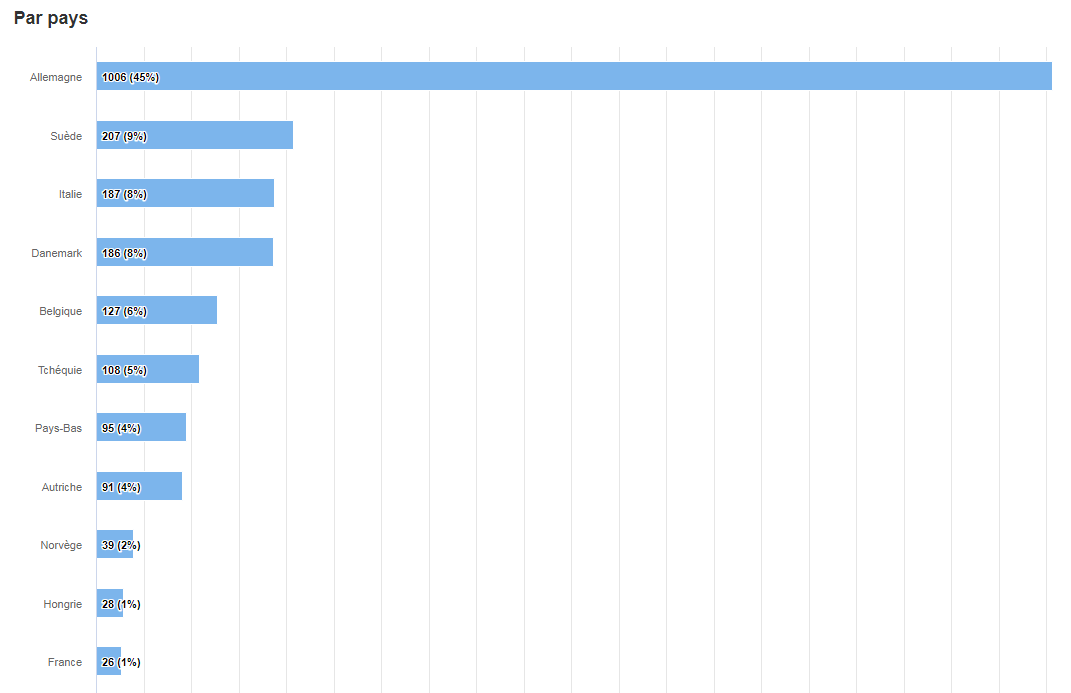 Par pays
Allemagne 1006 (45%)
Suède 207 (9%)
Italie 187 (8%)
Danemark 186 (8%)
Belgique 127 (6%)
Tchéquie 108 (5%)
Pays-Bas 95 (4%)
Autriche 91 (4%)
Norvège 39 (2%)
Hongrie 28 (1%)
France 26 (1%)